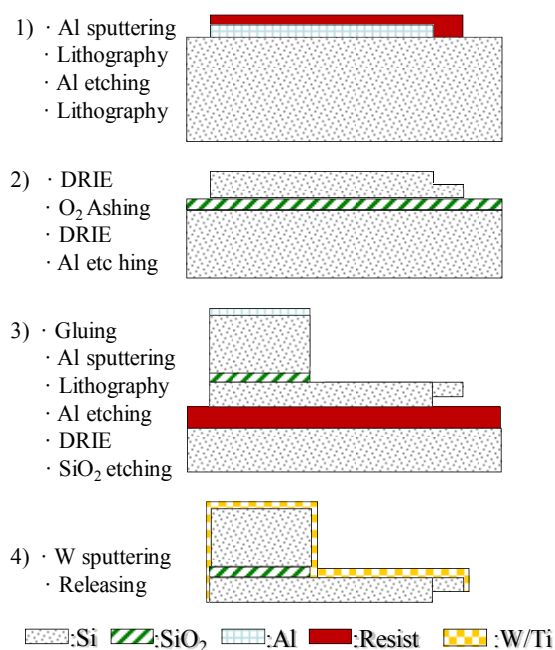 1) · Al sputtering
· Lithography
· Al etching
· Lithography
2) · DRIE
· O₂ Ashing
· DRIE
· Al etc hing
3) · Gluing
· Al sputtering
· Lithography
· Al etching
· DRIE
· SiO₂ etching
4) · W sputtering
· Releasing
:Si :SiO₂ :Al :Resist :W/Ti